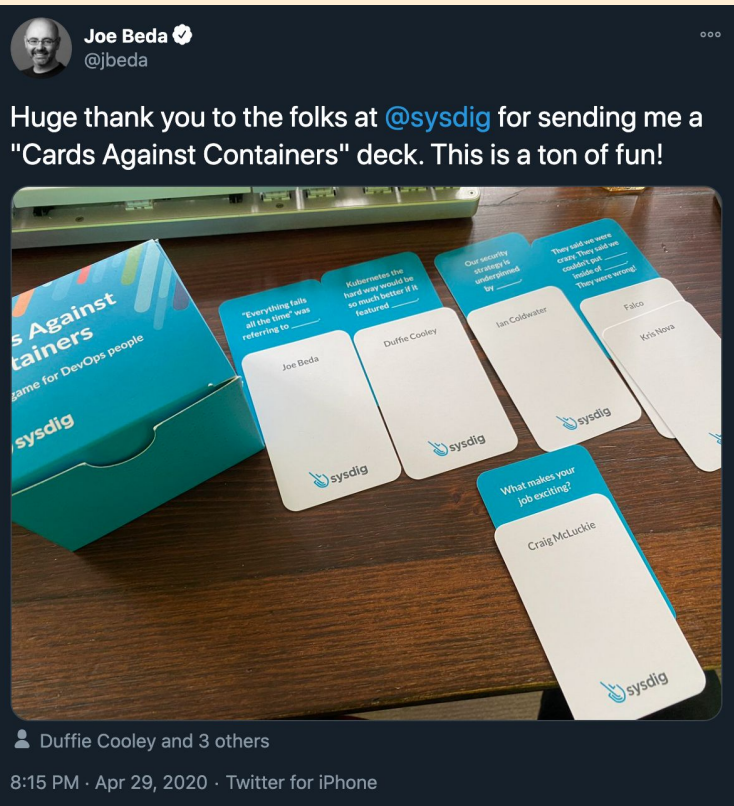 Joe Beda
@jbeda
Huge thank you to the folks at @sysdig for sending me a
"Cards Against Containers" deck. This is a ton of fun!
s Against
tainers
game for DevOps people
sysdig
"Everything fails
all the time" was
referring to ______
Joe Beda
sysdig
Kubernetes the
hard way would be
so much better if it
featured ______
Duffie Cooley
sysdig
Our security
strategy is
underpinned
by ______
Ian Coldwater
sysdig
They said we were
crazy. They said we
couldn't put ______
inside of ______
They were wrong!
Falco
Kris Nova
What makes your
job exciting?
Craig McLuckie
sysdig
Duffie Cooley and 3 others
8:15 PM · Apr 29, 2020 · Twitter for iPhone